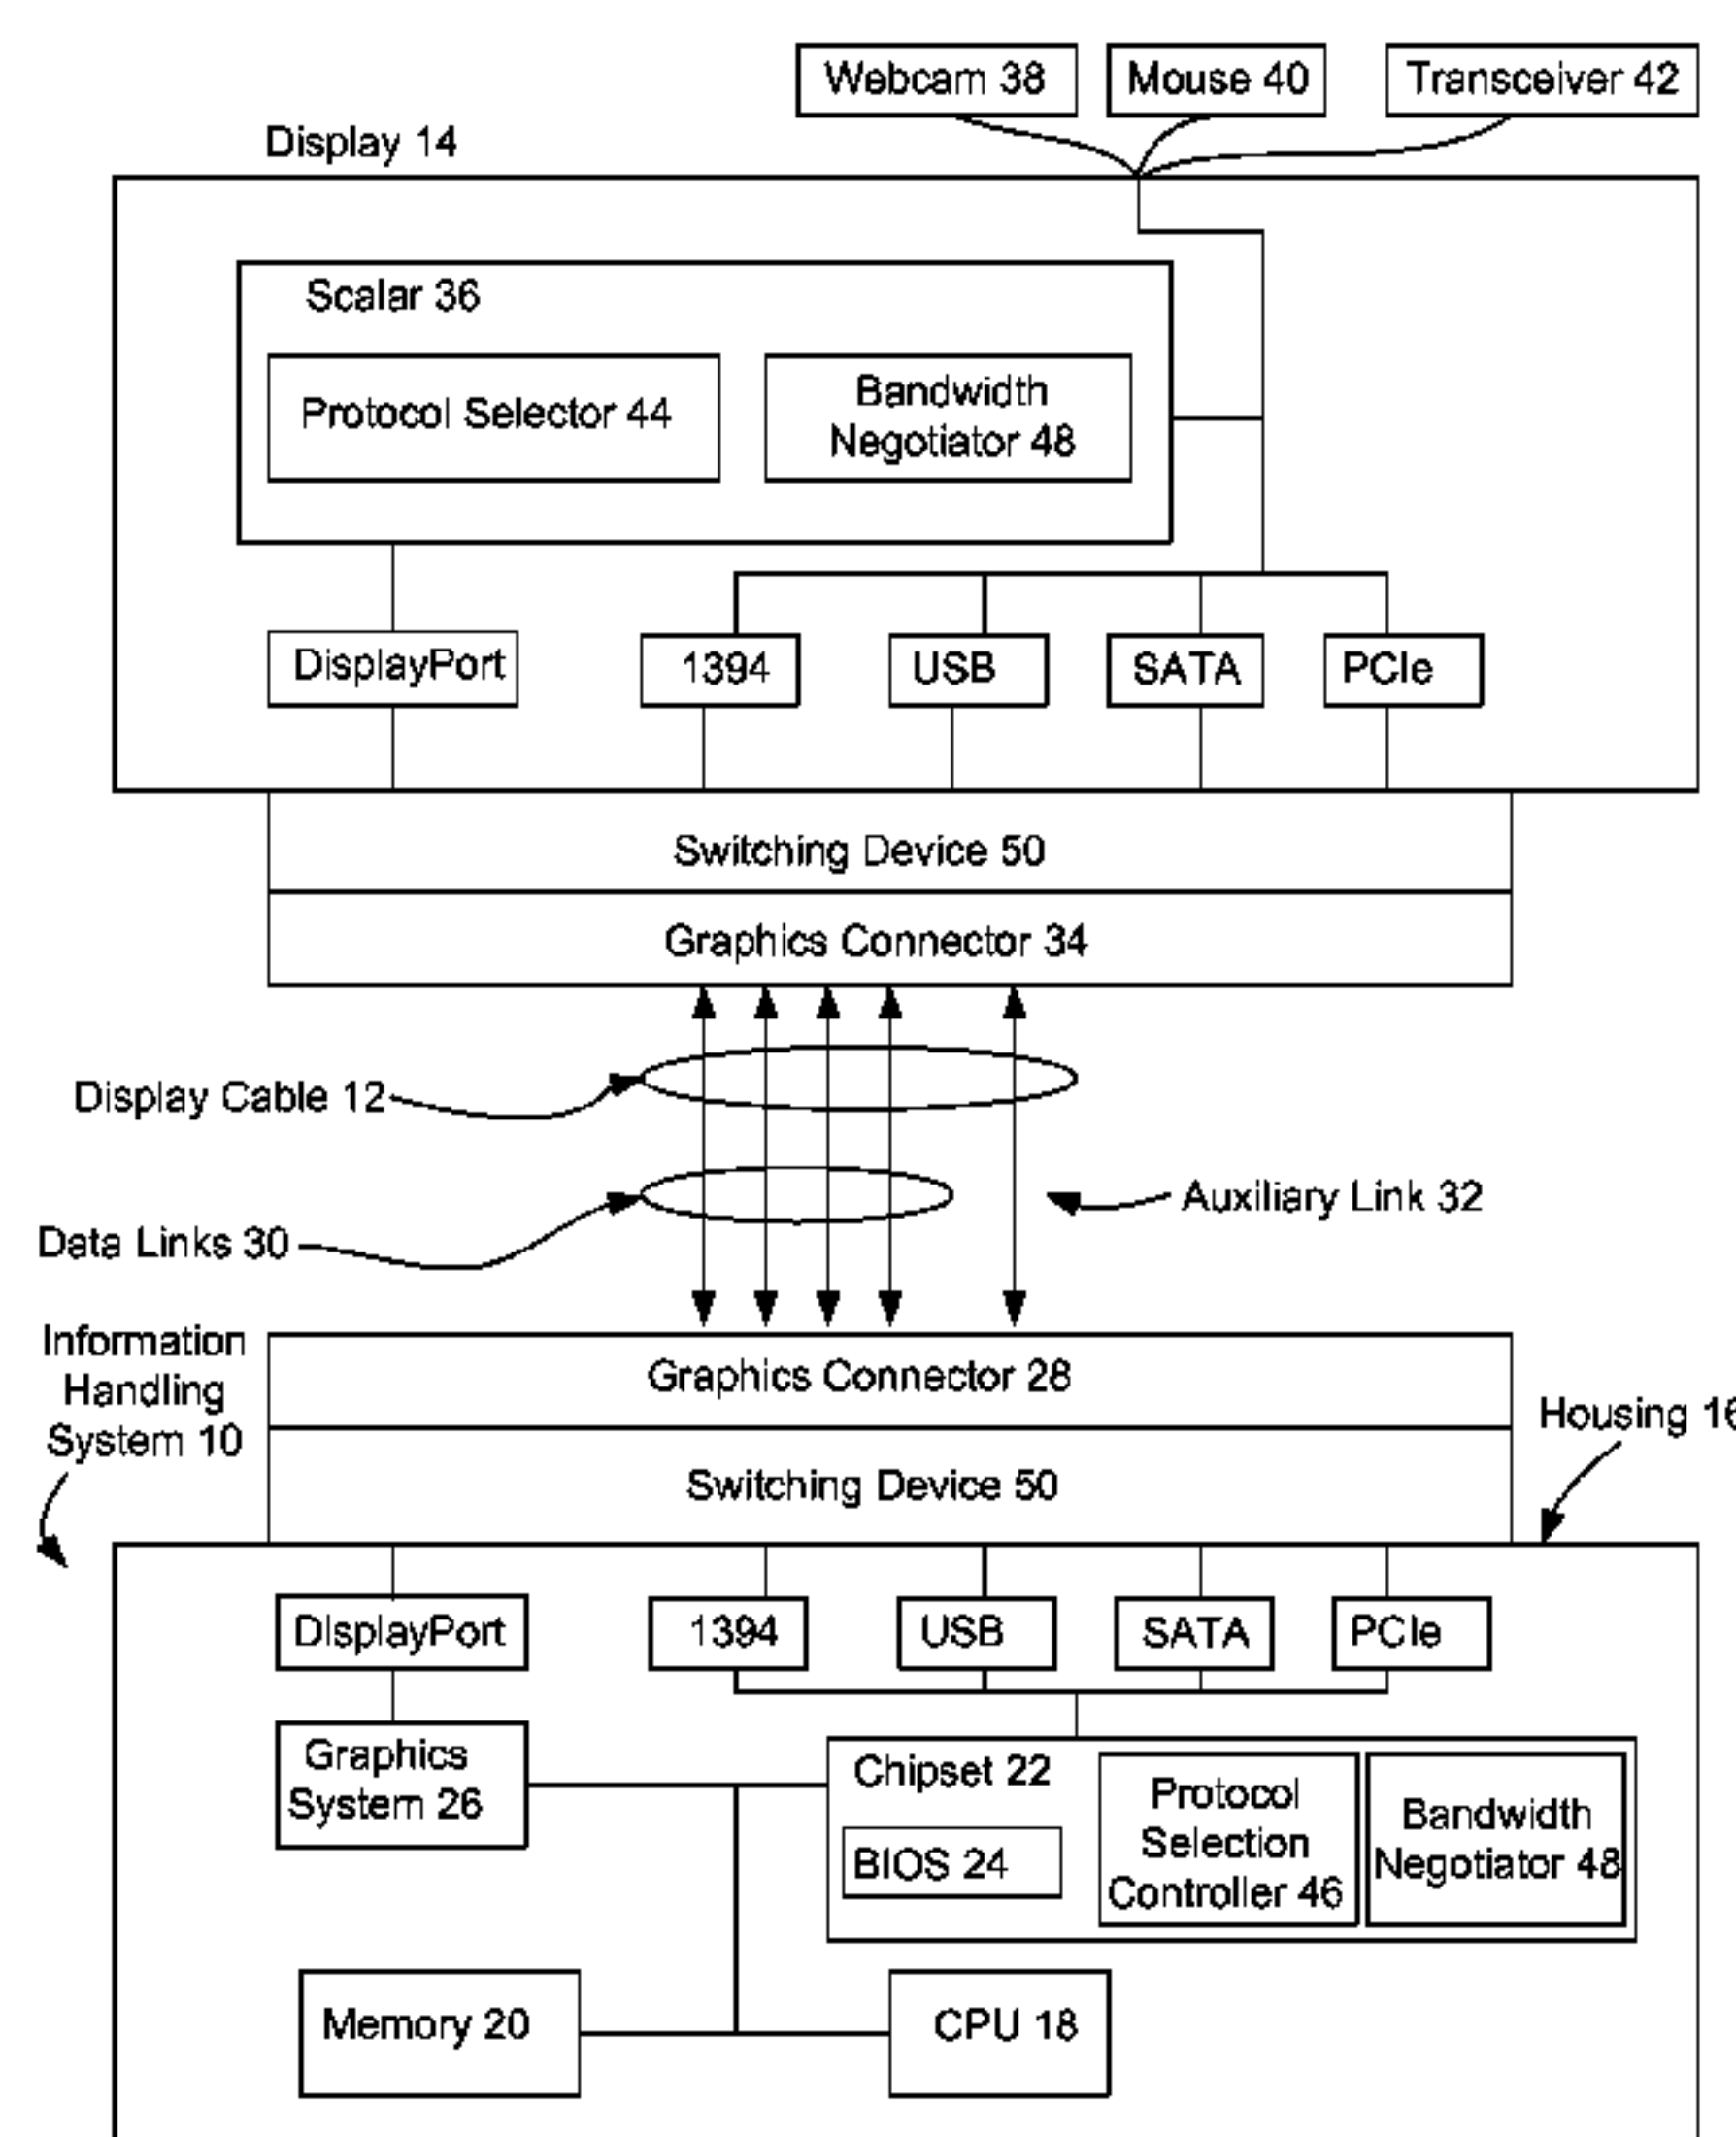 Webcam 38
Mouse 40
Transceiver 42
Display 14
Scalar 36
Protocol Selector 44
Bandwidth
Negotiator 48
DisplayPort
1394
USB
SATA
PCIe
Switching Device 50
Graphics Connector 34
Display Cable 12
Auxiliary Link 32
Data Links 30
Information
Handling
System 10
Graphics Connector 28
Housing 16
Switching Device 50
DisplayPort
1394
USB
SATA
PCIe
Graphics
System 26
Chipset 22
BIOS 24
Protocol
Selection
Controller 46
Bandwidth
Negotiator 48
Memory 20
CPU 18